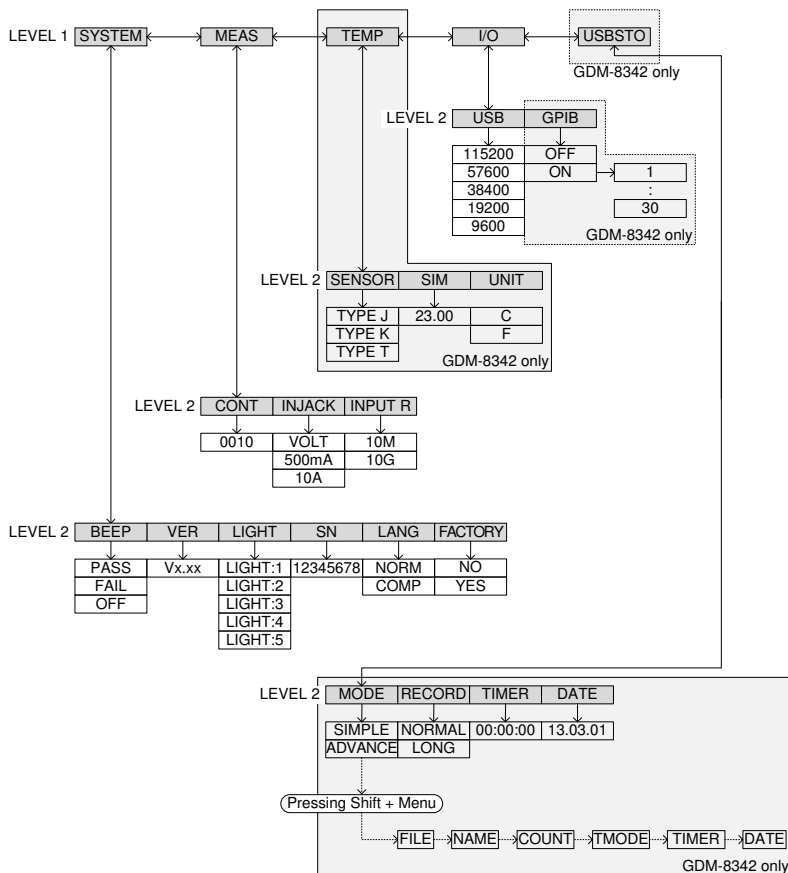 LEVEL 1 SYSTEM MEAS TEMP I/O USBSTO
GDM-8342 only
LEVEL 2 USB GPIB
115200 OFF
57600 ON 1
38400 :
19200 30
9600
GDM-8342 only
LEVEL 2 SENSOR SIM UNIT
TYPE J 23.00 C
TYPE K F
TYPE T
GDM-8342 only
LEVEL 2 CONT INJACK INPUT R
0010 VOLT 10M
500mA 10G
10A
LEVEL 2 BEEP VER LIGHT SN LANG FACTORY
PASS Vx.xx LIGHT:1 12345678 NORM NO
FAIL LIGHT:2 COMP YES
OFF LIGHT:3
LIGHT:4
LIGHT:5
LEVEL 2 MODE RECORD TIMER DATE
SIMPLE NORMAL 00:00:00 13.03.01
ADVANCE LONG
Pressing Shift + Menu
FILE NAME COUNT TMODE TIMER DATE
GDM-8342 only